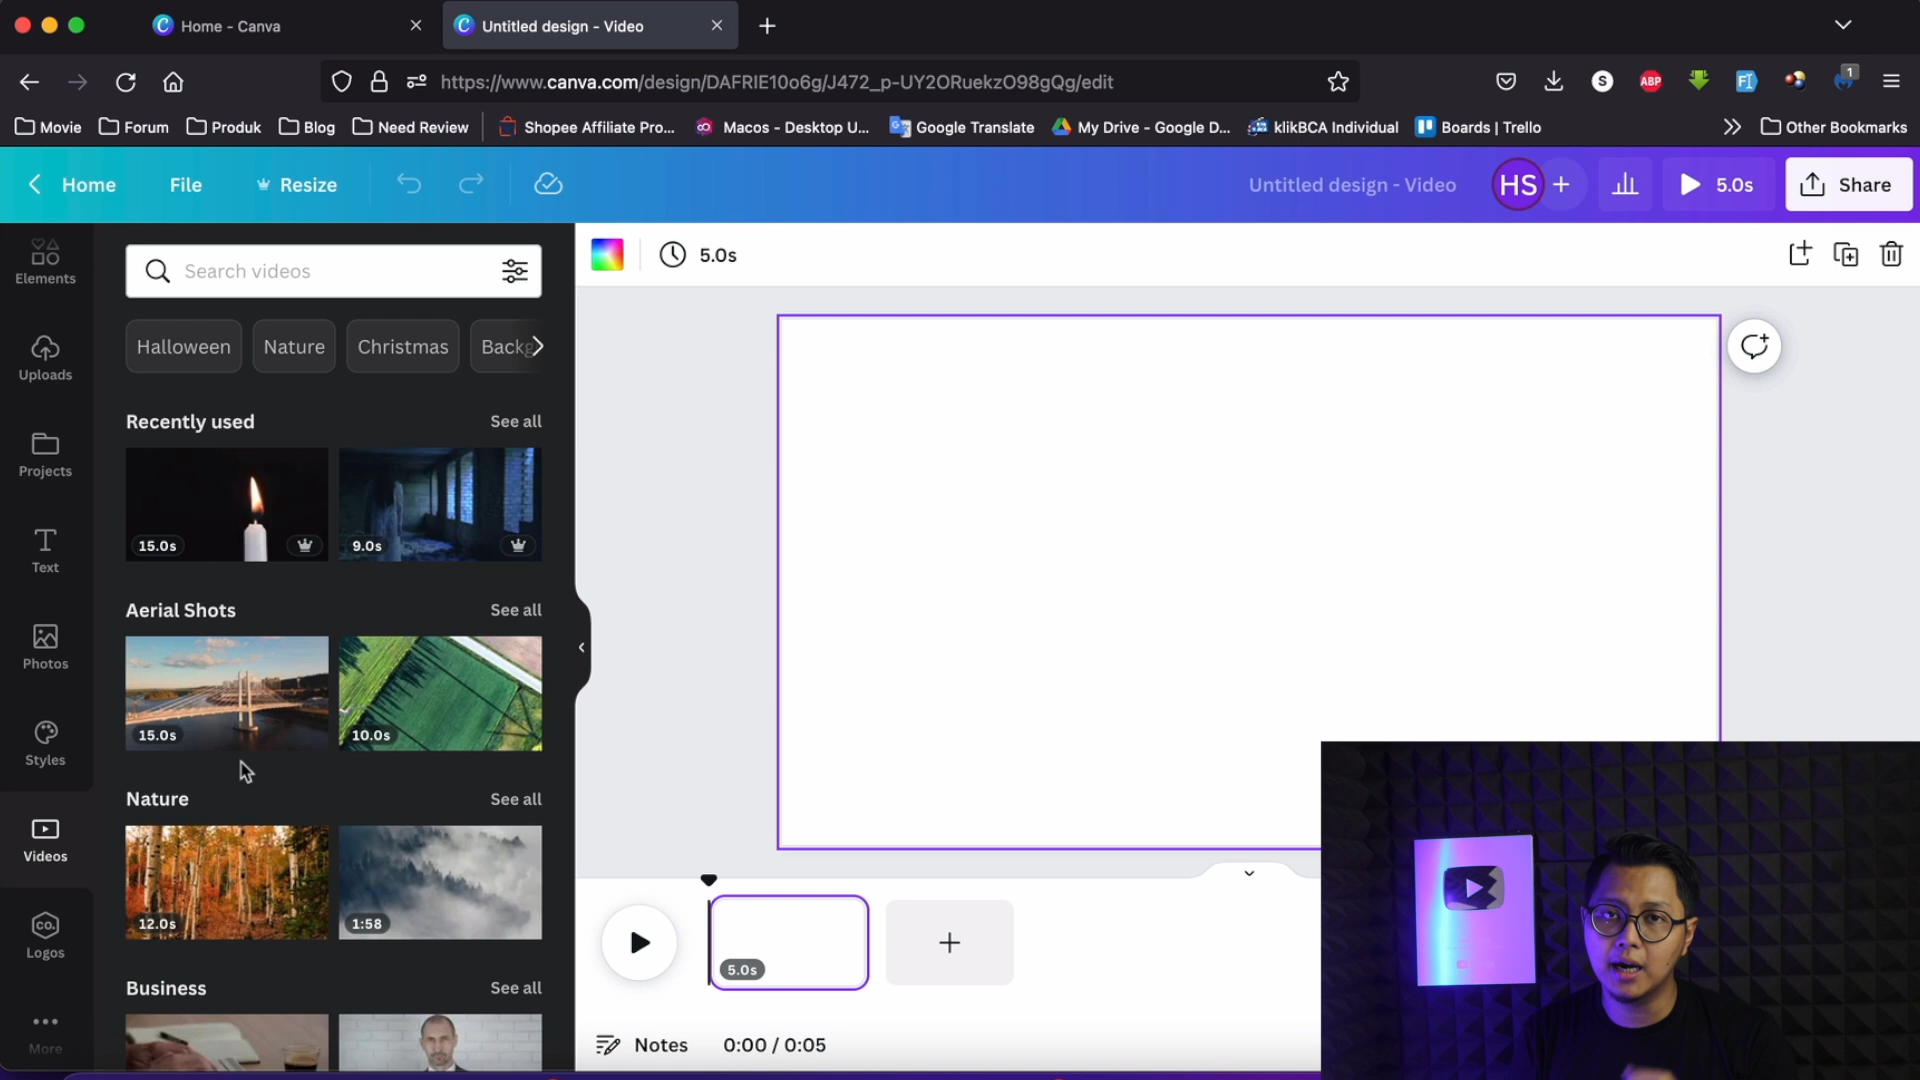 Home - Canva
Untitled design - Video
https://www.canva.com/design/DAFRIE10o6g/J472_p-UY2ORuekzO98gQg/edit
S
ABP
1
Movie
Forum
Produk
Blog
Need Review
Shopee Affiliate Pro...
Macos - Desktop U...
Google Translate
My Drive - Google D...
klikBCA Individual
Boards | Trello
Other Bookmarks
Home
File
Resize
Untitled design - Video
HS
5.0s
Share
Elements
Uploads
Projects
Text
Photos
Styles
Videos
CO.
Logos
More
Search videos
Halloween
Nature
Christmas
Backg
Recently used
See all
15.0s
9.0s
Aerial Shots
See all
15.0s
10.0s
Nature
See all
12.0s
1:58
Business
See all
5.0s
5.0s
Notes
0:00 / 0:05